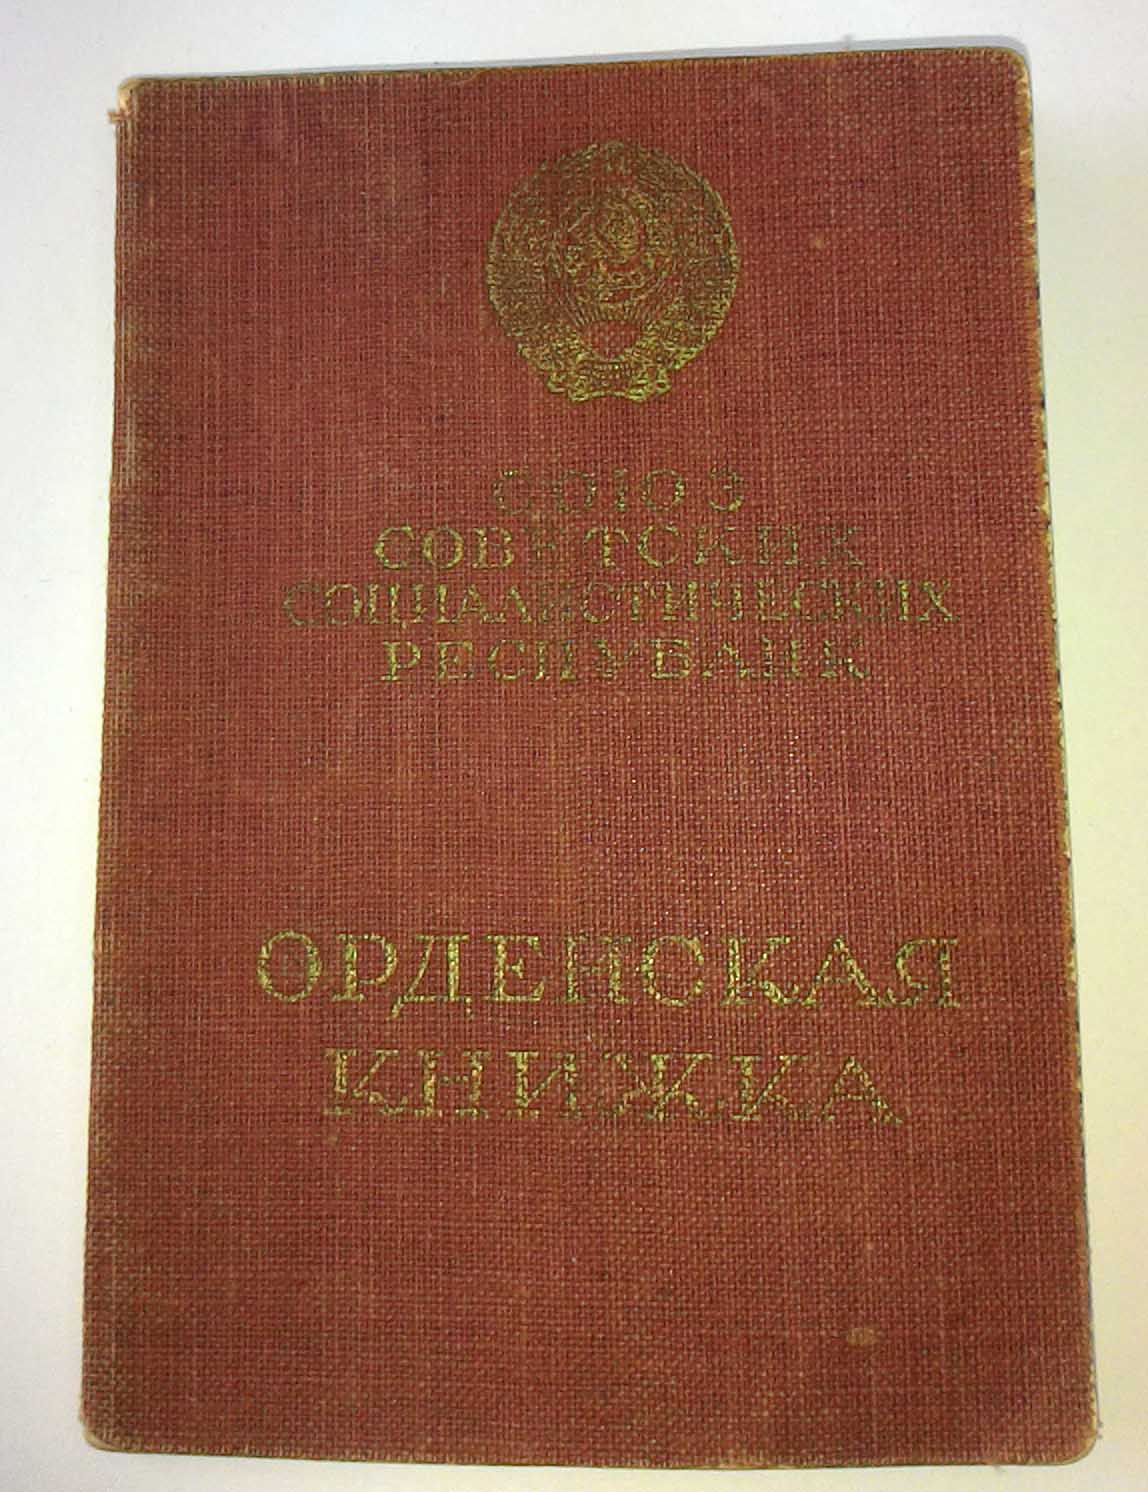 СОЮЗ
СОВЕТСКИХ
СОЦИАЛИСТИЧЕСКИХ
РЕСПУБЛИК
ОРДЕНСКАЯ
КНИЖКА